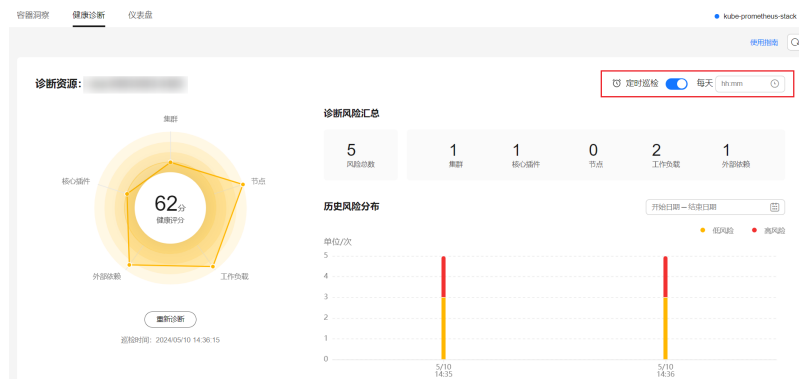 容器洞察 健康诊断 仪表盘 kube-prometheus-stack
使用指南
诊断资源： 定时巡检 每天 hh:mm
诊断风险汇总
5 1 1 0 2 1
风险总数 集群 核心插件 节点 工作负载 外部依赖
集群
核心插件 节点
62分
健康评分
外部依赖 工作负载
重新诊断
巡检时间：2024/05/10 14:36:15
历史风险分布 开始日期 – 结束日期
低风险 高风险
单位/次
5
4
3
2
1
0
5/10 5/10
14:35 14:36